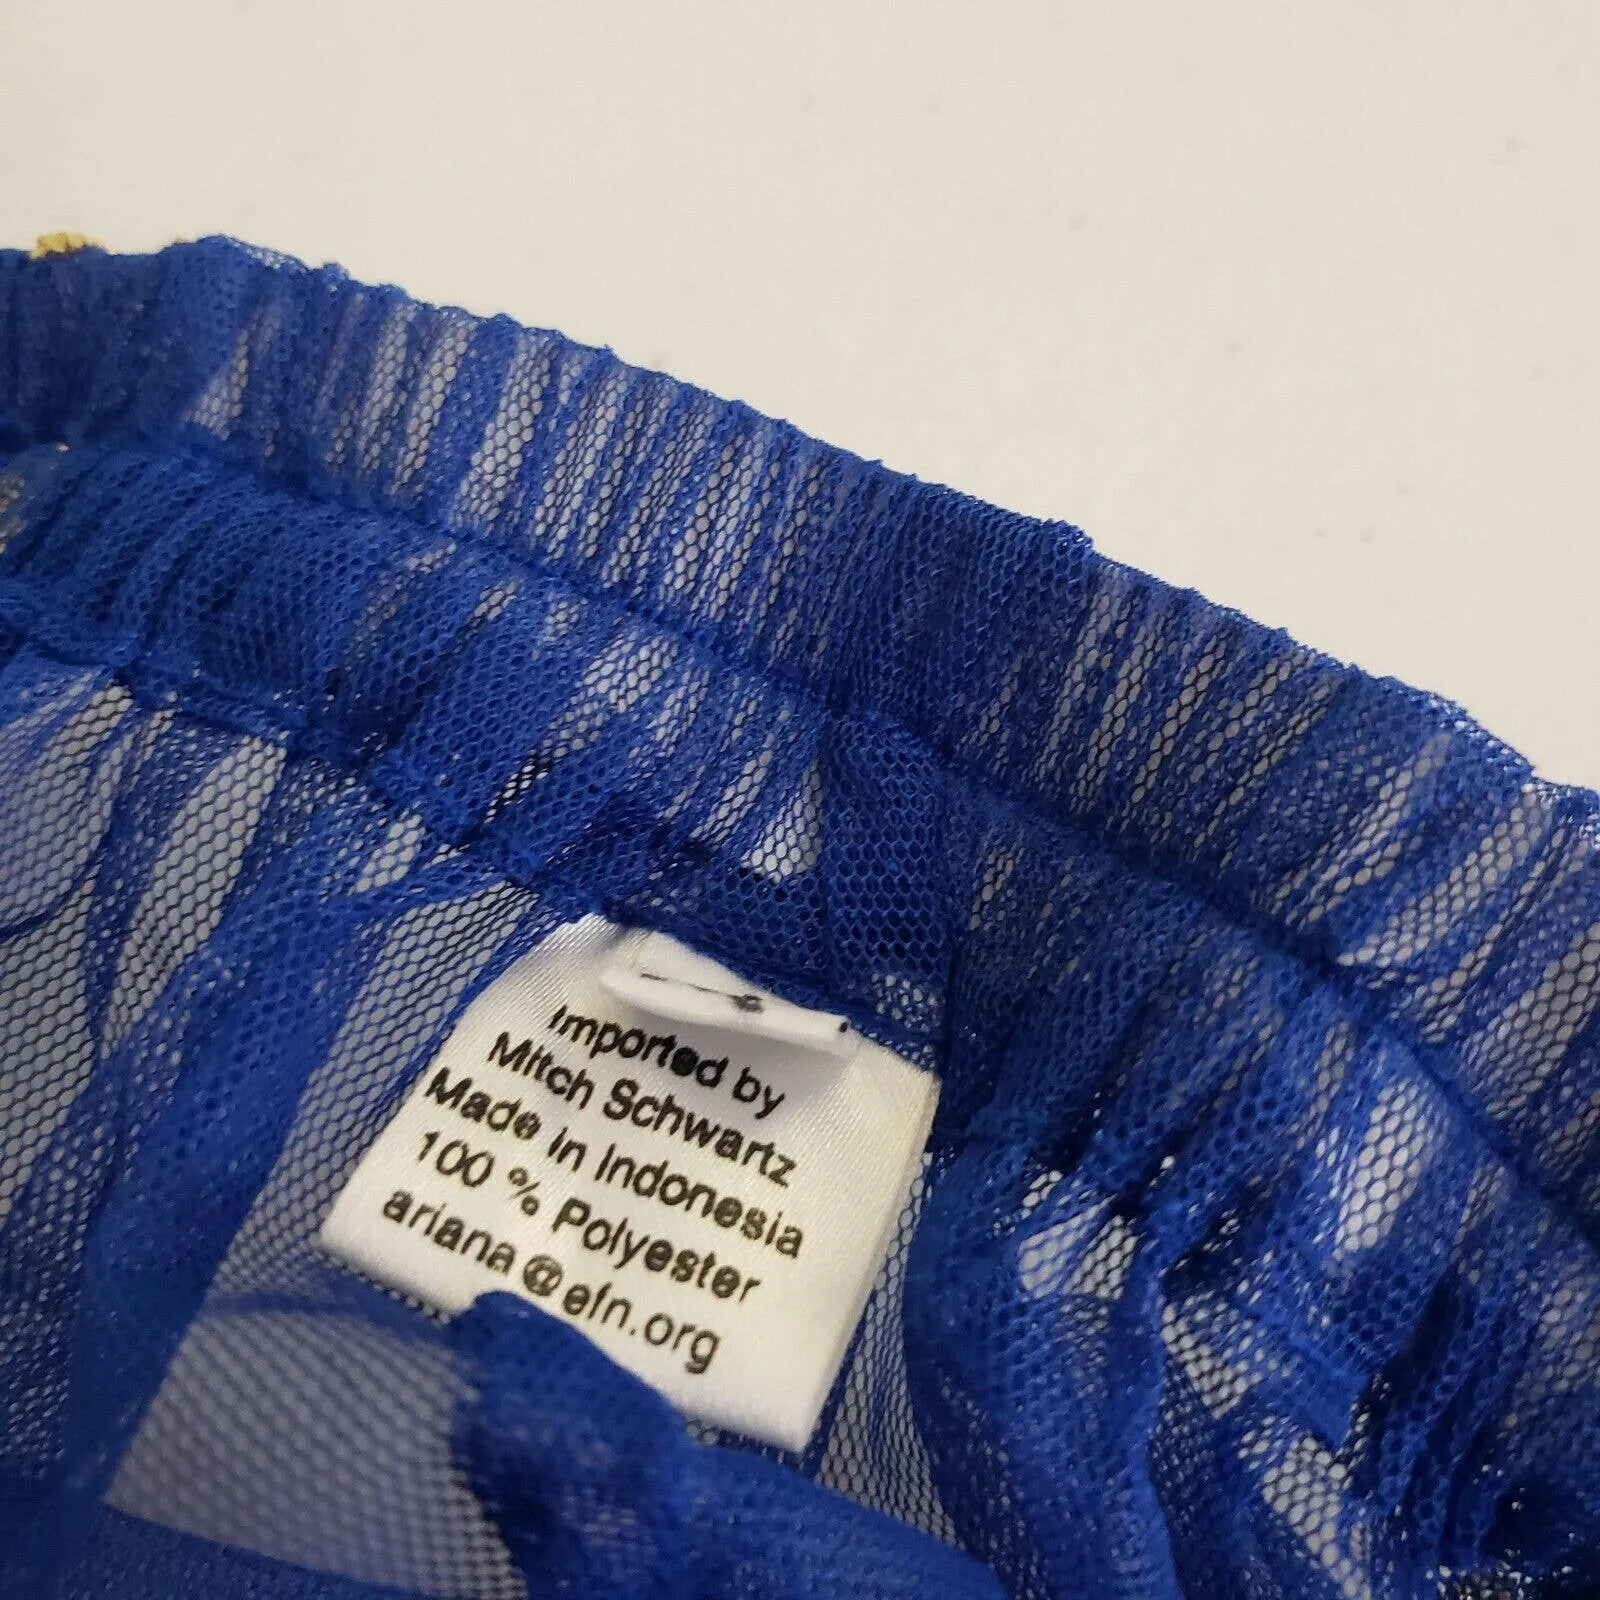 Imported by
Mitch Schwartz
Made in Indonesia
100 % Polyester
ariana@efn.org